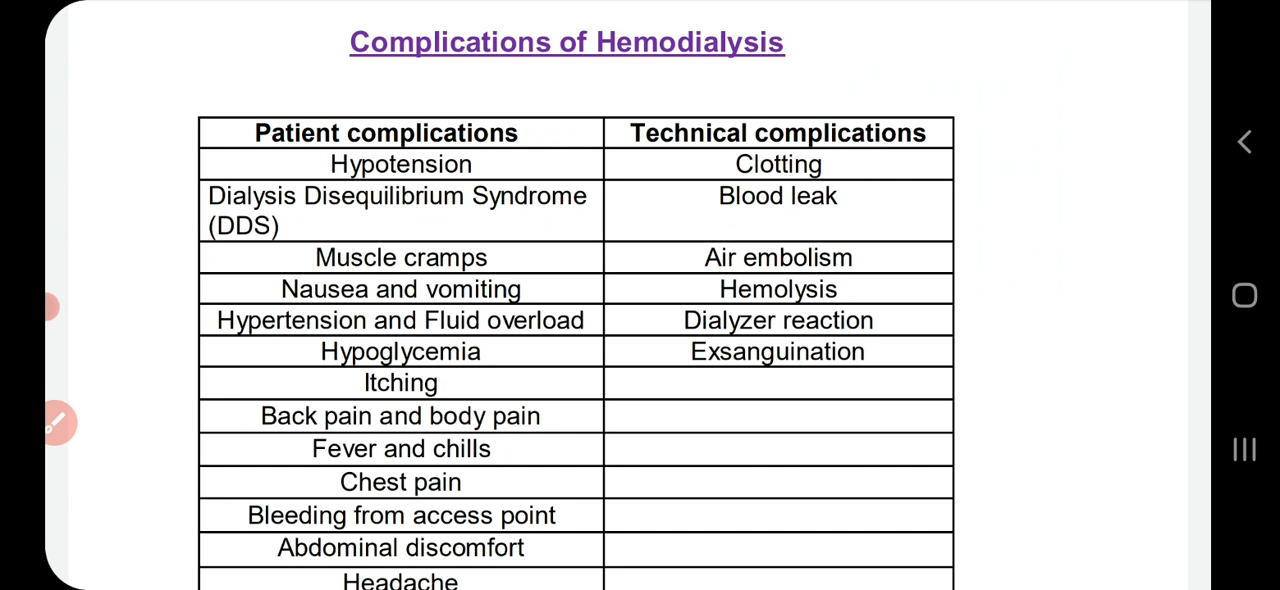 Complications of Hemodialysis
Patient complications Technical complications
Hypotension Clotting
Dialysis Disequilibrium Syndrome Blood leak
(DDS)
Muscle cramps Air embolism
Nausea and vomiting Hemolysis
Hypertension and Fluid overload Dialyzer reaction
Hypoglycemia Exsanguination
Itching
Back pain and body pain
Fever and chills
Chest pain
Bleeding from access point
Abdominal discomfort
Headache